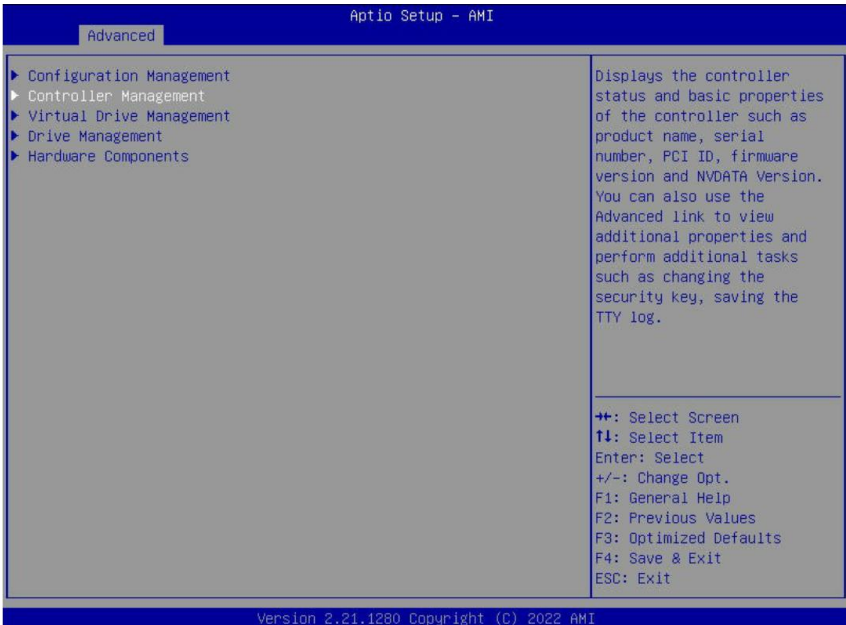 Aptio Setup - AMI
Advanced
▶ Configuration Management
▶ Controller Management
▶ Virtual Drive Management
▶ Drive Management
▶ Hardware Components
Displays the controller
status and basic properties
of the controller such as
product name, serial
number, PCI ID, firmware
version and NVDATA Version.
You can also use the
Advanced link to view
additional properties and
perform additional tasks
such as changing the
security key, saving the
TTY log.
→←: Select Screen
↑↓: Select Item
Enter: Select
+/-: Change Opt.
F1: General Help
F2: Previous Values
F3: Optimized Defaults
F4: Save & Exit
ESC: Exit
Version 2.21.1280 Copyright (C) 2022 AMI